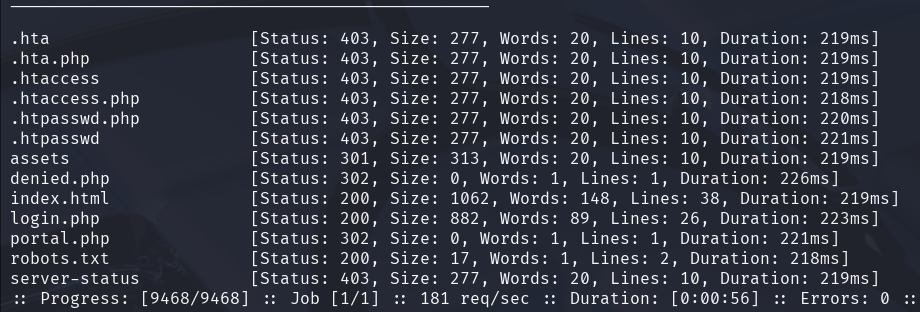 .hta [Status: 403, Size: 277, Words: 20, Lines: 10, Duration: 219ms]
.hta.php [Status: 403, Size: 277, Words: 20, Lines: 10, Duration: 219ms]
.htaccess [Status: 403, Size: 277, Words: 20, Lines: 10, Duration: 219ms]
.htaccess.php [Status: 403, Size: 277, Words: 20, Lines: 10, Duration: 218ms]
.htpasswd.php [Status: 403, Size: 277, Words: 20, Lines: 10, Duration: 220ms]
.htpasswd [Status: 403, Size: 277, Words: 20, Lines: 10, Duration: 221ms]
assets [Status: 301, Size: 313, Words: 20, Lines: 10, Duration: 219ms]
denied.php [Status: 302, Size: 0, Words: 1, Lines: 1, Duration: 226ms]
index.html [Status: 200, Size: 1062, Words: 148, Lines: 38, Duration: 219ms]
login.php [Status: 200, Size: 882, Words: 89, Lines: 26, Duration: 223ms]
portal.php [Status: 302, Size: 0, Words: 1, Lines: 1, Duration: 221ms]
robots.txt [Status: 200, Size: 17, Words: 1, Lines: 2, Duration: 218ms]
server-status [Status: 403, Size: 277, Words: 20, Lines: 10, Duration: 219ms]
:: Progress: [9468/9468] :: Job [1/1] :: 181 req/sec :: Duration: [0:00:56] :: Errors: 0 ::